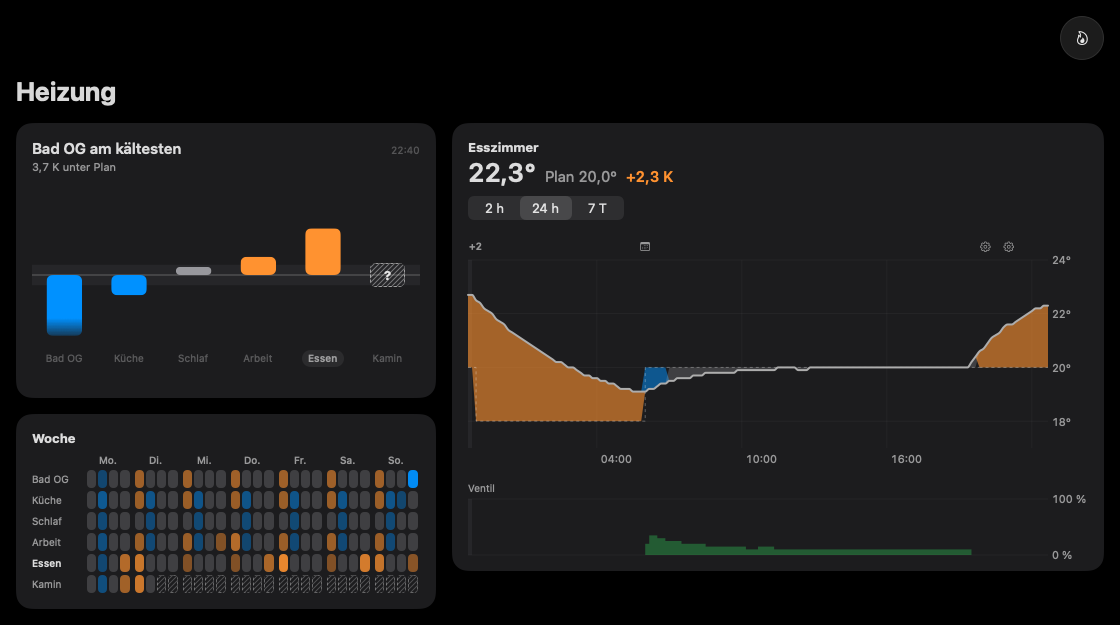 Heizung
Bad OG am kältesten
22:40
3,7 K unter Plan
?
Bad OG Küche Schlaf Arbeit Essen Kamin
Woche
Mo. Di. Mi. Do. Fr. Sa. So.
Bad OG
Küche
Schlaf
Arbeit
Essen
Kamin
Esszimmer
22,3° Plan 20,0° +2,3 K
2 h 24 h 7 T
+2
24°
22°
20°
18°
04:00 10:00 16:00
Ventil
100 %
0 %